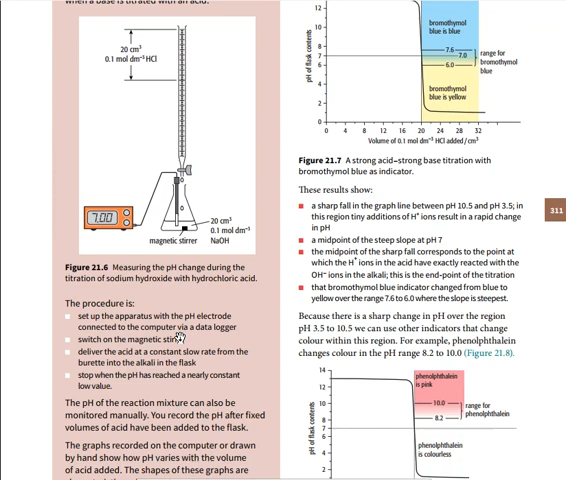 when a base is titrated with an acid.
20 cm³
0.1 mol dm⁻³ HCl
7.00
20 cm³
0.1 mol dm⁻³
NaOH
magnetic stirrer
Figure 21.6 Measuring the pH change during the
titration of sodium hydroxide with hydrochloric acid.
The procedure is:
■ set up the apparatus with the pH electrode
connected to the computer via a data logger
■ switch on the magnetic
■ deliver the acid at a constant slow rate from the
burette into the alkali in the flask
■ stop when the pH has reached a nearly constant
low value.
The pH of the reaction mixture can also be
monitored manually. You record the pH after fixed
volumes of acid have been added to the flask.
The graphs recorded on the computer or drawn
by hand show how pH varies with the volume
of acid added. The shapes of these graphs are
12
10
8
7
6
4
2
0
pH of flask contents
bromothymol
blue is blue
7.6
7.0
6.0
range for
bromothymol
blue
bromothymol
blue is yellow
0 4 8 12 16 20 24 28 32
Volume of 0.1 mol dm⁻³ HCl added / cm³
Figure 21.7 A strong acid–strong base titration with
bromothymol blue as indicator.
These results show:
■ a sharp fall in the graph line between pH 10.5 and pH 3.5; in
this region tiny additions of H⁺ ions result in a rapid change
in pH
■ a midpoint of the steep slope at pH 7
■ the midpoint of the sharp fall corresponds to the point at
which the H⁺ ions in the acid have exactly reacted with the
OH⁻ ions in the alkali; this is the end-point of the titration
■ that bromothymol blue indicator changed from blue to
yellow over the range 7.6 to 6.0 where the slope is steepest.
Because there is a sharp change in pH over the region
pH 3.5 to 10.5 we can use other indicators that change
colour within this region. For example, phenolphthalein
changes colour in the pH range 8.2 to 10.0 (Figure 21.8).
14
12
10
8
7
6
4
2
pH of flask contents
phenolphthalein
is pink
10.0
8.2
range for
phenolphthalein
phenolphthalein
is colourless
311